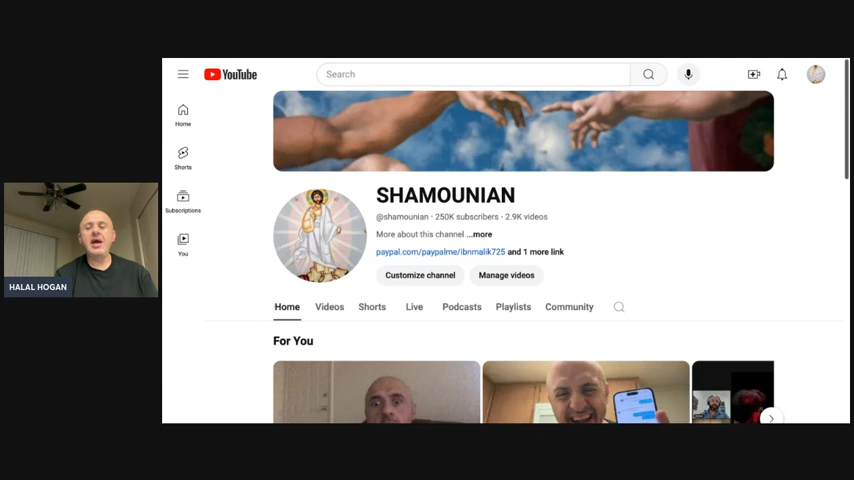 YouTube
Search
Home
Shorts
Subscriptions
You
HALAL HOGAN
SHAMOUNIAN
@shamounian · 250K subscribers · 2.9K videos
More about this channel ...more
paypal.com/paypalme/ibnmalik725 and 1 more link
Customize channel
Manage videos
Home Videos Shorts Live Podcasts Playlists Community
For You